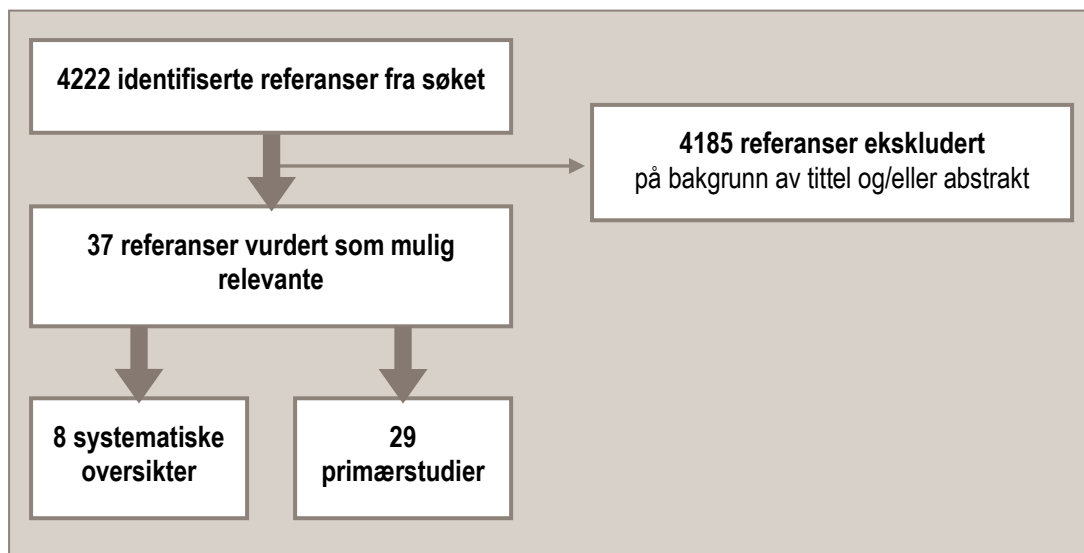 4222 identifiserte referanser fra søket
4185 referanser ekskludert
på bakgrunn av tittel og/eller abstrakt
37 referanser vurdert som mulig
relevante
8 systematiske
oversikter
29
primærstudier